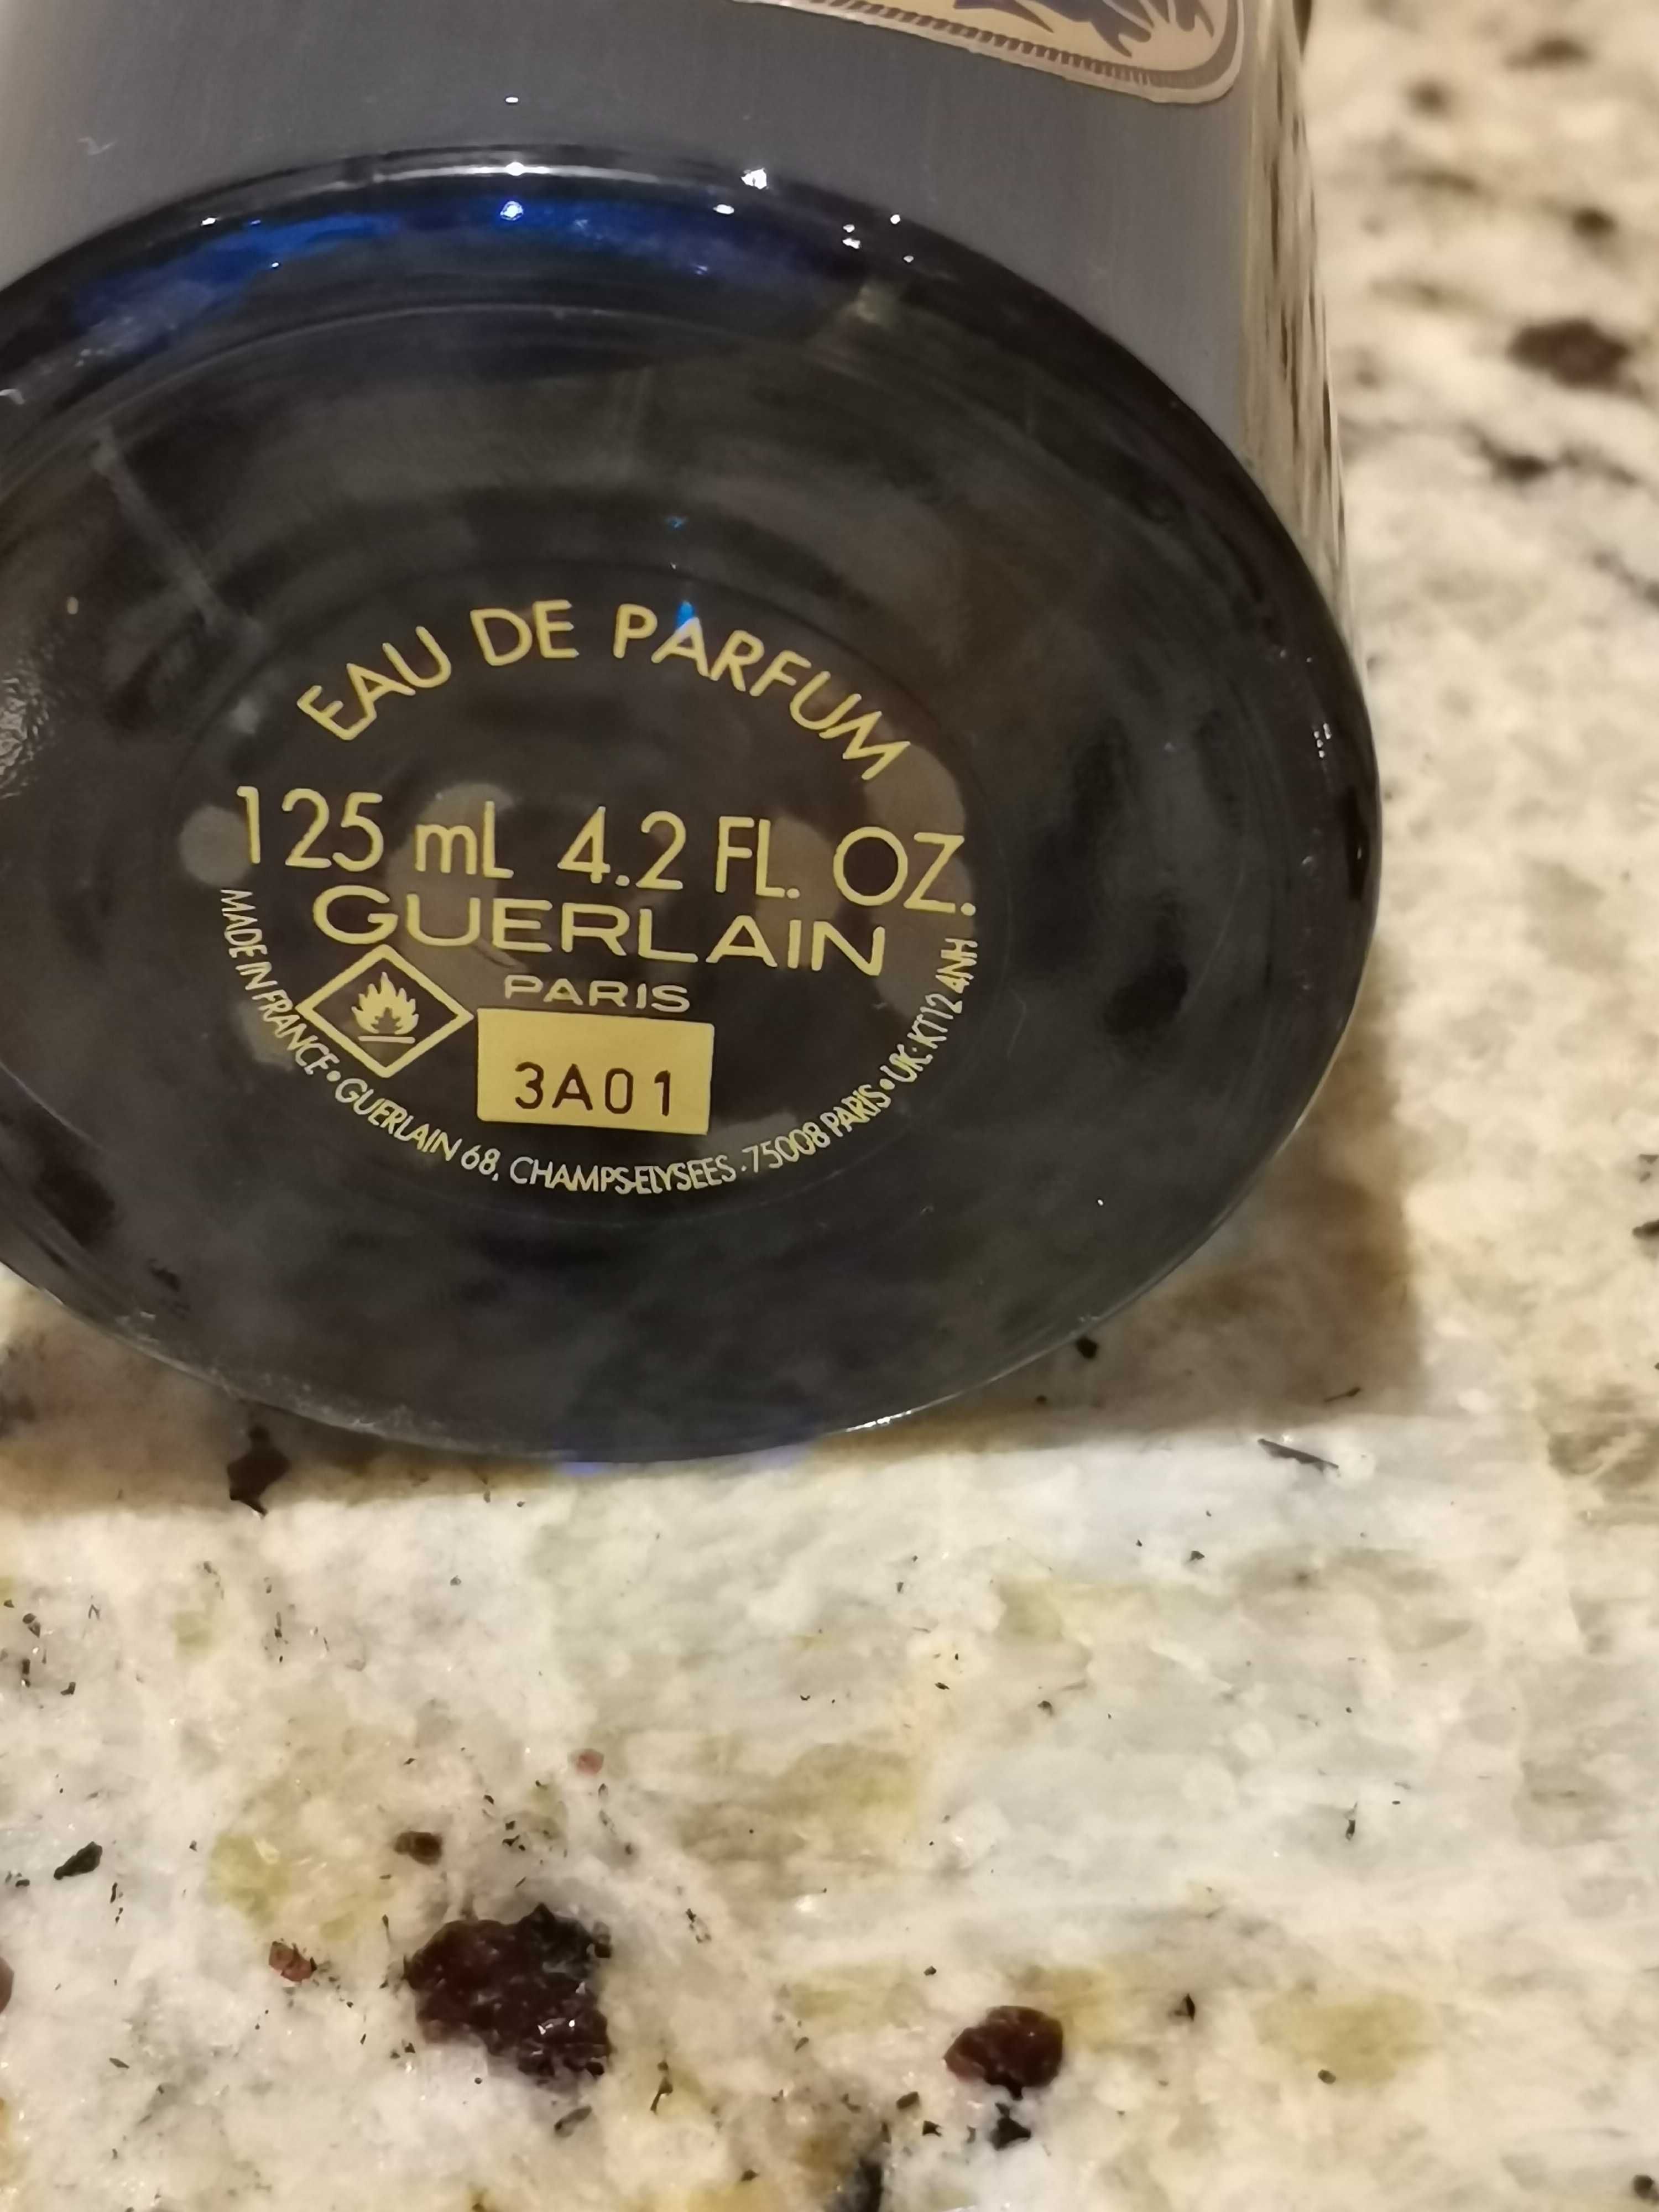 EAU DE PARFUM
125 mL 4.2 FL. OZ.
GUERLAIN
PARIS
3A01
MADE IN FRANCE • GUERLAIN 68, CHAMPS-ELYSEES · 75008 PARIS • UK: KT12 4NH